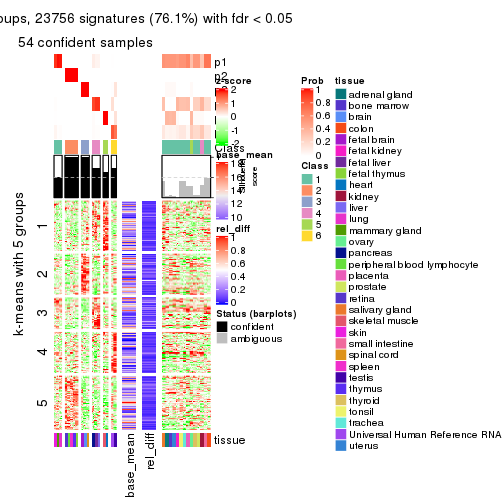 oups, 23756 signatures (76.1%) with fdr < 0.05
54 confident samples
p1
p2
Class
k-means with 5 groups
1
2
3
4
5
base_mean
rel_diff
tissue
z-score
2
1
0
-1
-2
base_mean
18
16
14
12
10
score
rel_diff
1
0.8
0.6
0.4
0.2
0
Status (barplots)
confident
ambiguous
Prob
1
0.8
0.6
0.4
0.2
0
Class
1
2
3
4
5
6
tissue
adrenal gland
bone marrow
brain
colon
fetal brain
fetal kidney
fetal liver
fetal thymus
heart
kidney
liver
lung
mammary gland
ovary
pancreas
peripheral blood lymphocyte
placenta
prostate
retina
salivary gland
skeletal muscle
skin
small intestine
spinal cord
spleen
testis
thymus
thyroid
tonsil
trachea
Universal Human Reference RNA
uterus